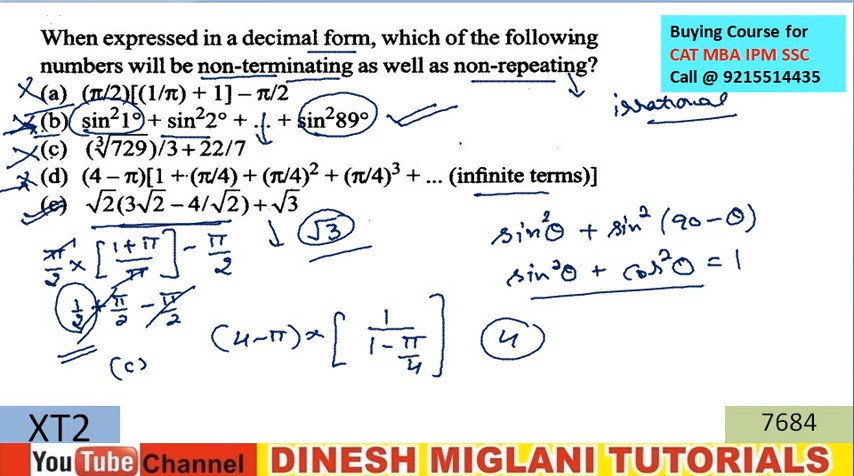 When expressed in a decimal form, which of the following
numbers will be non-terminating as well as non-repeating?
(a) (π/2)[(1/π) + 1] – π/2
(b) sin²1° + sin²2° + ... + sin²89°
(c) (∛729)/3 + 22/7
(d) (4 – π)[1 + (π/4) + (π/4)² + (π/4)³ + ... (infinite terms)]
(e) √2(3√2 – 4/√2) + √3
Buying Course for
CAT MBA IPM SSC
Call @ 9215514435
irrational
√3
sin²θ + sin²(90-θ)
sin²θ + cos²θ = 1
π/2 × [1+π/π] - π/2
1/2 + π/2 - π/2
(c)
(4-π) × [1/(1-π/4)]
4
XT2
7684
You Tube Channel
DINESH MIGLANI TUTORIALS